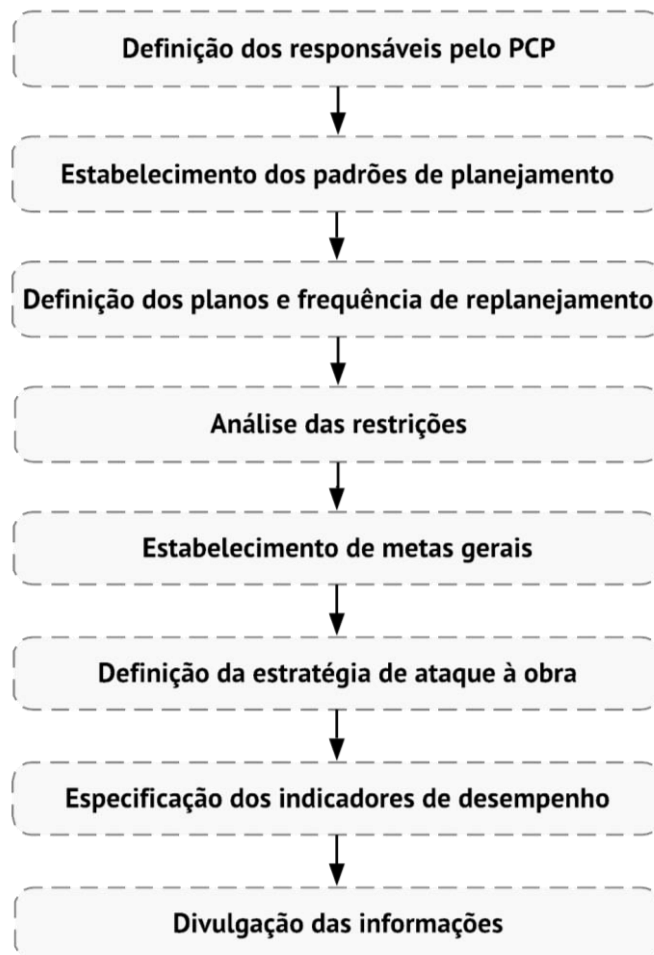 Definição dos responsáveis pelo PCP
Estabelecimento dos padrões de planejamento
Definição dos planos e frequência de replanejamento
Análise das restrições
Estabelecimento de metas gerais
Definição da estratégia de ataque à obra
Especificação dos indicadores de desempenho
Divulgação das informações